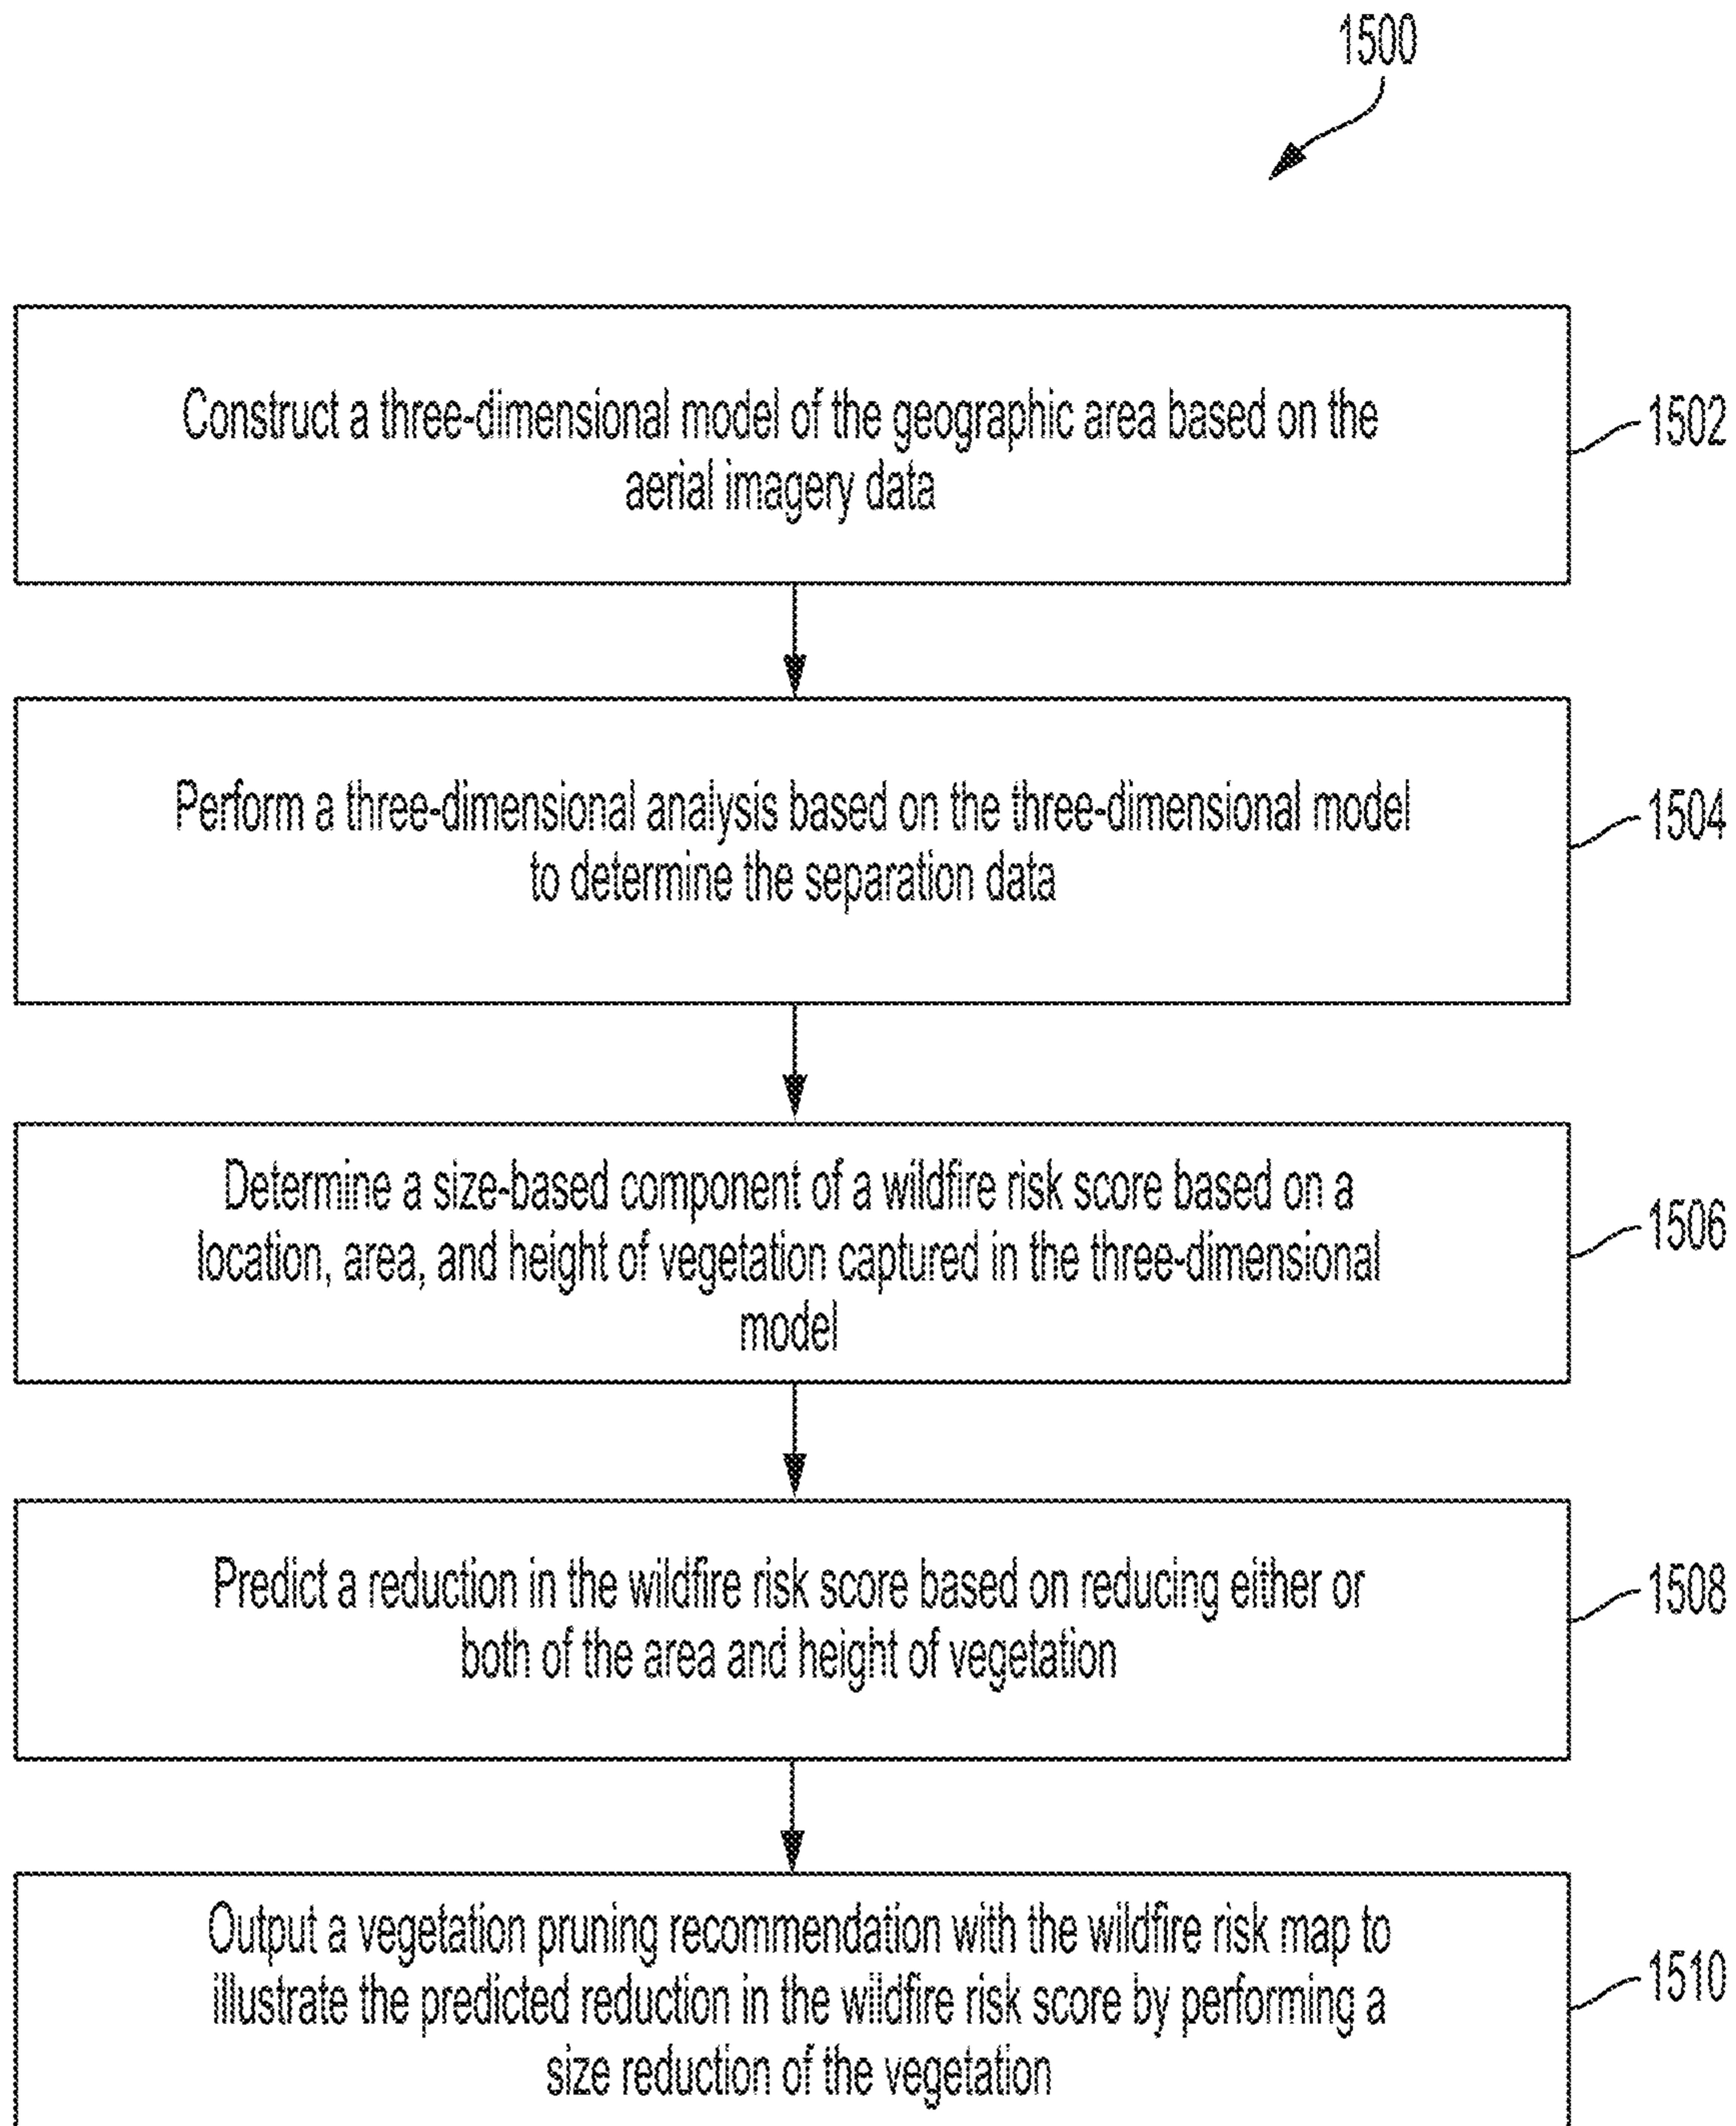 1500
Construct a three-dimensional model of the geographic area based on the
aerial imagery data
1502
Perform a three-dimensional analysis based on the three-dimensional model
to determine the separation data
1504
Determine a size-based component of a wildfire risk score based on a
location, area, and height of vegetation captured in the three-dimensional
model
1506
Predict a reduction in the wildfire risk score based on reducing either or
both of the area and height of vegetation
1508
Output a vegetation pruning recommendation with the wildfire risk map to
illustrate the predicted reduction in the wildfire risk score by performing a
size reduction of the vegetation
1510